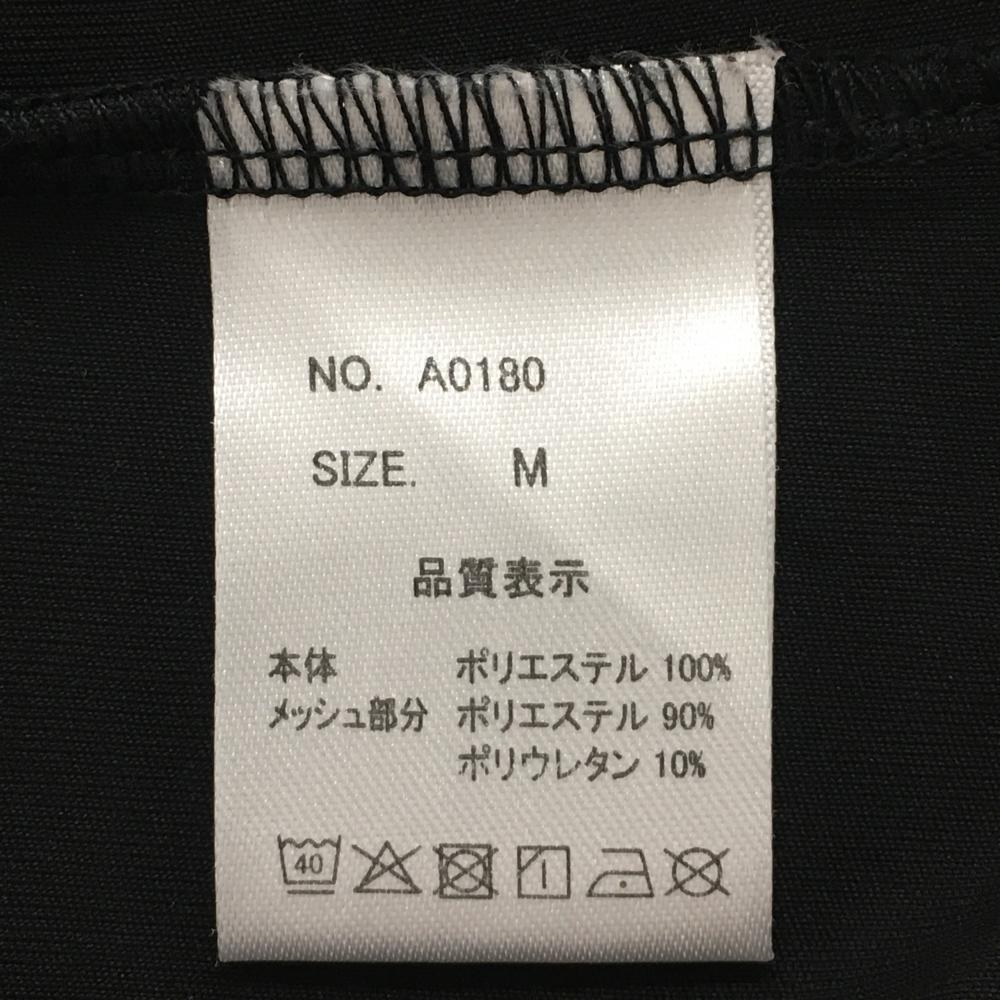 NO. A0180
SIZE. M
品質表示
本体 ポリエステル 100%
メッシュ部分 ポリエステル 90%
ポリウレタン 10%
40